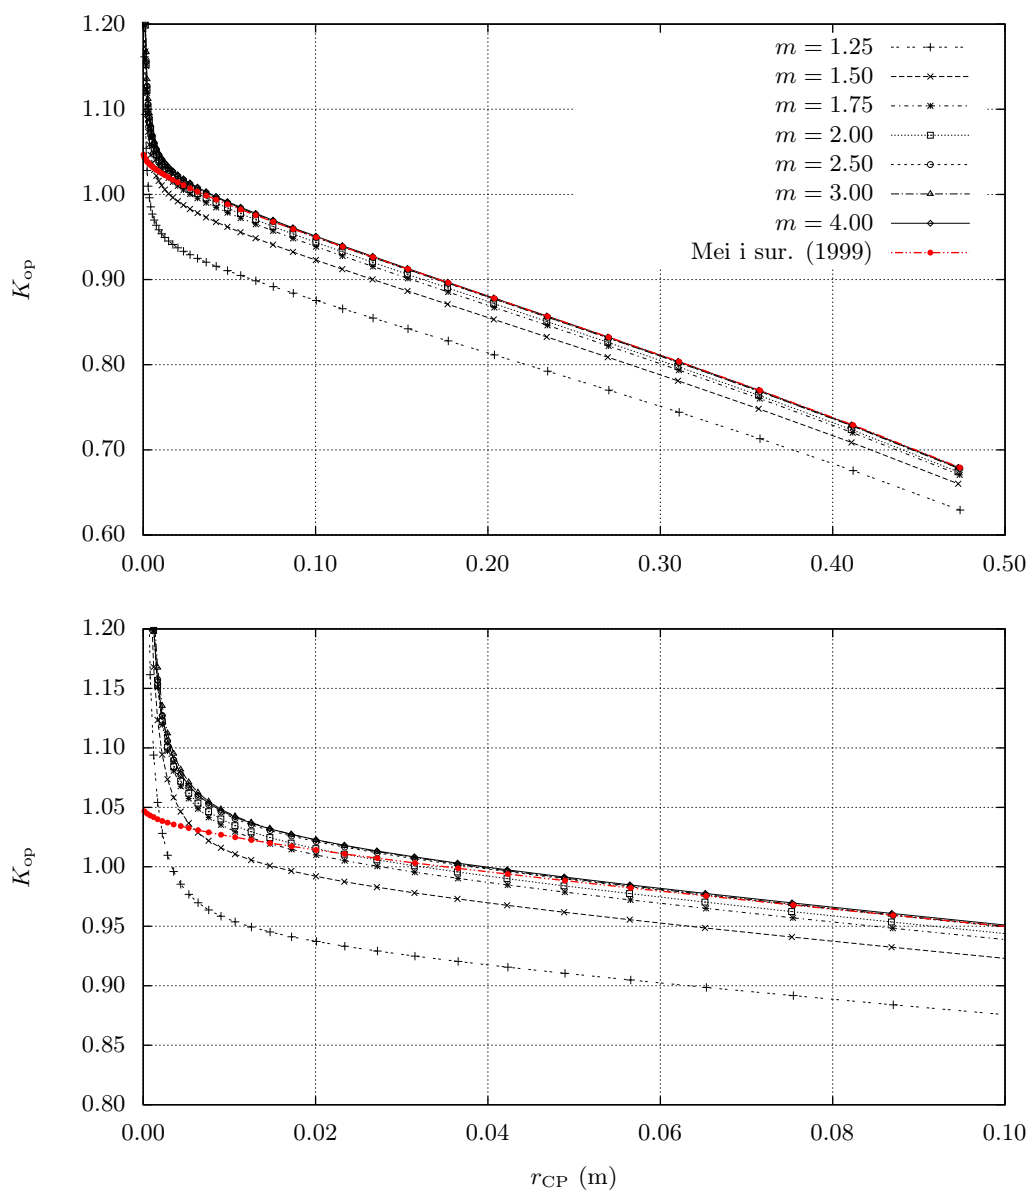 1.20
1.10
1.00
0.90
0.80
0.70
0.60
K_op
0.00 0.10 0.20 0.30 0.40 0.50
m = 1.25
m = 1.50
m = 1.75
m = 2.00
m = 2.50
m = 3.00
m = 4.00
Mei i sur. (1999)
1.20
1.15
1.10
1.05
1.00
0.95
0.90
0.85
0.80
K_op
0.00 0.02 0.04 0.06 0.08 0.10
r_CP (m)